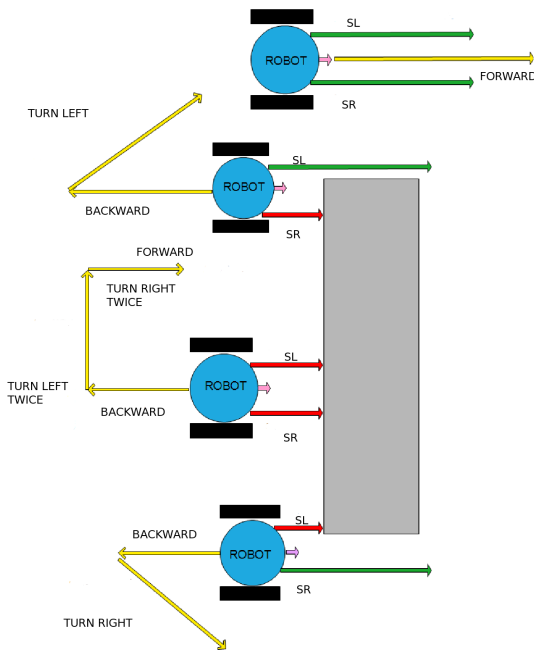 SL
ROBOT
FORWARD
SR
TURN LEFT
SL
ROBOT
BACKWARD
SR
FORWARD
TURN RIGHT
TWICE
SL
ROBOT
TURN LEFT
TWICE
BACKWARD
SR
SL
BACKWARD
ROBOT
SR
TURN RIGHT